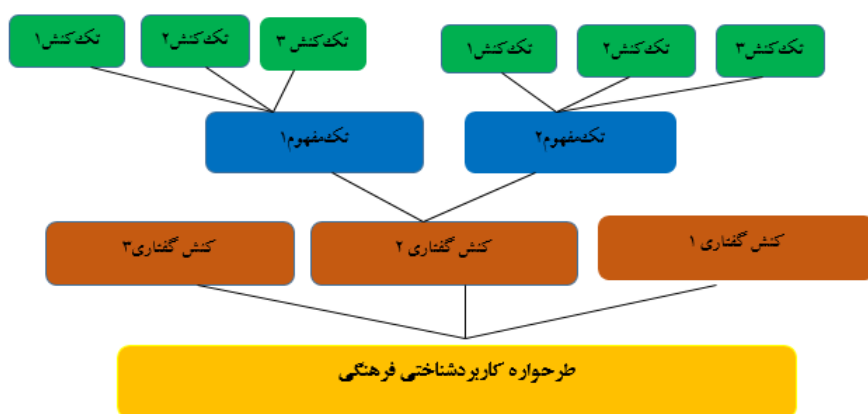 تک‌کنش۳
تک‌کنش۲
تک‌کنش۱
تک‌کنش ۳
تک‌کنش۲
تک‌کنش۱
تک‌مفهوم۲
تک‌مفهوم۱
کنش گفتاری ۱
کنش گفتاری ۲
کنش گفتاری۳
طرحواره کاربردشناختی فرهنگی